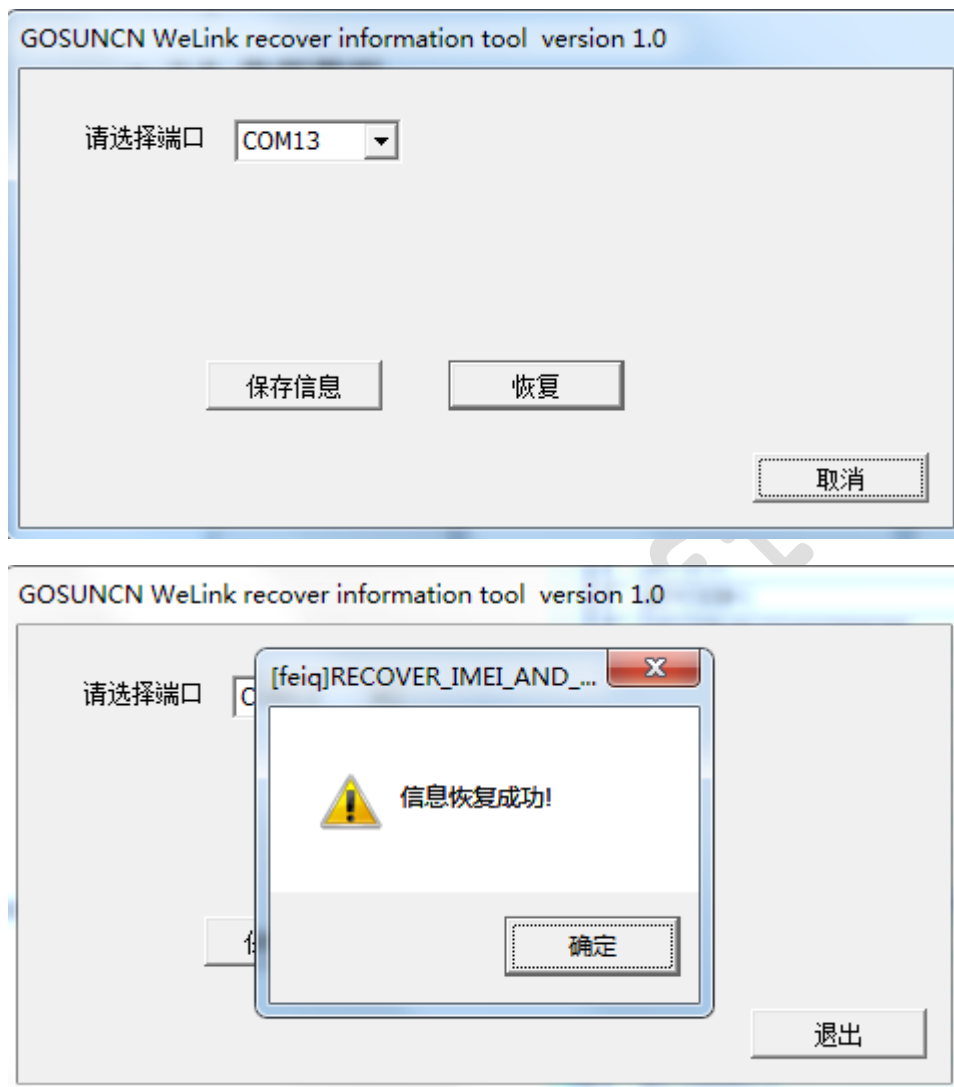 GOSUNCN WeLink recover information tool version 1.0
请选择端口 COM13
保存信息 恢复
取消
GOSUNCN WeLink recover information tool version 1.0
[feiq]RECOVER_IMEI_AND_...
请选择端口
信息恢复成功!
确定
退出